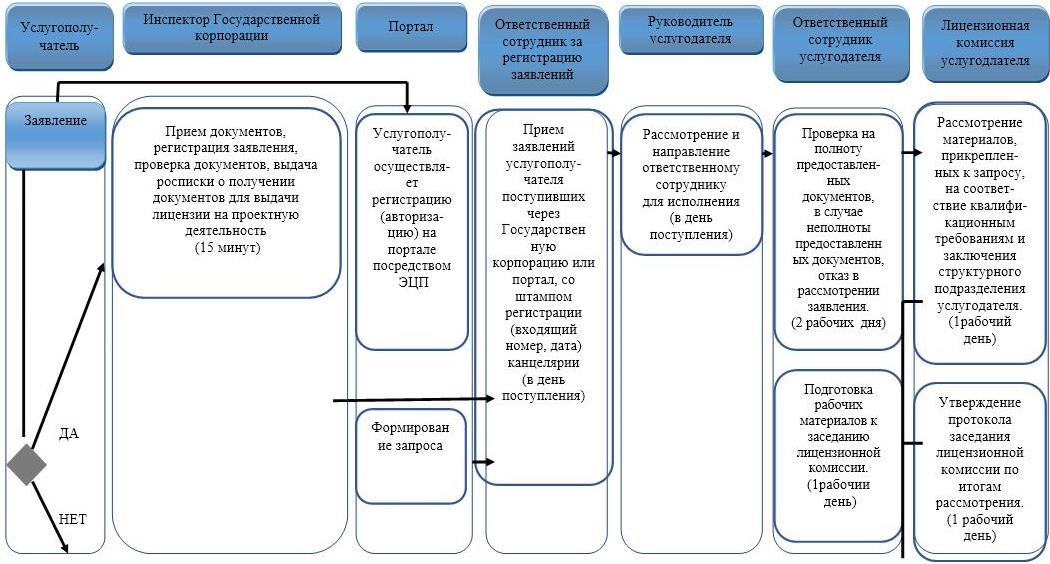 Услугополу-
чатель
Инспектор Государственной
корпорации
Портал
Ответственный
сотрудник за
регистрацию
заявлений
Руководитель
услугодателя
Ответственный
сотрудник
услугодателя
Лицензионная
комиссия
услугодлателя
Заявление
ДА
НЕТ
Прием документов,
регистрация заявления,
проверка документов, выдача
росписки о получении
документов для выдачи
лицензии на проектную
деятельность
(15 минут)
Услугополу-
чатель
осуществля-
ет
регистрацию
(авториза-
цию) на
портале
посредством
ЭЦП
Формирован
ие запроса
Прием
заявлений
услугополу-
чателя
поступивших
через
Государствен
ную
корпорацию или
портал, со
штампом
регистрации
(входящий
номер, дата)
канцелярии
(в день
поступления)
Рассмотрение и
направление
ответственному
сотруднику
для исполнения
(в день
поступления)
Проверка на
полноту
предоставлен-
ных
документов,
в случае
неполноты
предоставленн
ых документов,
отказ в
рассмотрении
заявления.
(2 рабочих дня)
Подготовка
рабочих
материалов к
заседанию
лицензионной
комиссии.
(1рабочии
день)
Рассмотрение
материалов,
прикреплен-
ных к запросу,
на соответ-
ствие квалифи-
кационным
требованиям и
заключения
структурного
подразделения
услугодателя.
(1рабочий
день)
Утверждение
протокола
заседания
лицензионной
комиссии по
итогам
рассмотрения.
(1 рабочий
день)